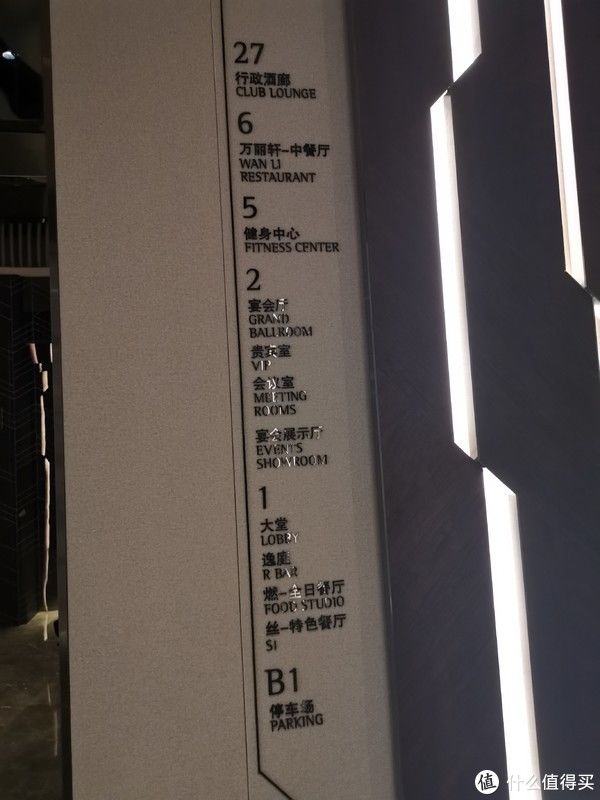 27
行政酒廊
CLUB LOUNGE
6
万丽轩-中餐厅
WAN LI
RESTAURANT
5
健身中心
FITNESS CENTER
2
宴会厅
GRAND
BALLROOM
贵宾室
VIP
会议室
MEETING
ROOMS
宴会展示厅
EVENTS
SHOWROOM
1
大堂
LOBBY
逸庭
R BAR
燃-全日餐厅
FOOD STUDIO
丝-特色餐厅
SI
B1
停车场
PARKING
值 什么值得买